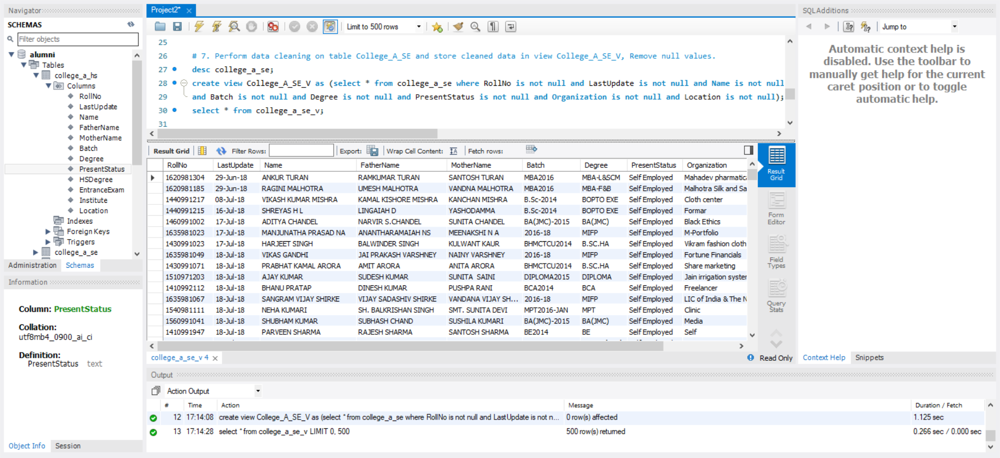 Navigator
SCHEMAS
Filter objects
alumni
Tables
college_a_hs
Columns
RollNo
LastUpdate
Name
FatherName
MotherName
Batch
Degree
PresentStatus
HSDegree
EntranceExam
Institute
Location
Indexes
Foreign Keys
Triggers
college_a_se
Administration Schemas
Information
Column: PresentStatus
Collation:
utf8mb4_0900_ai_ci
Definition:
PresentStatus text
Object Info Session
Project2*
Limit to 500 rows
25
26 # 7. Perform data cleaning on table College_A_SE and store cleaned data in view College_A_SE_V, Remove null values.
27 desc college_a_se;
28 create view College_A_SE_V as (select * from college_a_se where RollNo is not null and LastUpdate is not null and Name is not null
29 and Batch is not null and Degree is not null and PresentStatus is not null and Organization is not null and Location is not null);
30 select * from college_a_se_v;
31
Result Grid Filter Rows: Export: Wrap Cell Content: Fetch rows:
RollNo LastUpdate Name FatherName MotherName Batch Degree PresentStatus Organization
1620981304 29-Jun-18 ANKUR TURAN RAMKUMAR TURAN SANTOSH TURAN MBA2016 MBA-L&SCM Self Employed Mahadev pharmatica
1620981185 29-Jun-18 RAGINI MALHOTRA UMESH MALHOTRA VANDNA MALHOTRA MBA2016 MBA-F&B Self Employed Malhotra Silk and Sa
1440991217 08-Jul-18 VIKASH KUMAR MISHRA KAMAL KISHORE MISHRA KANCHAN MISHRA B.Sc-2014 BOPTO EXE Self Employed Cloth center
1440991215 16-Jul-18 SHREYAS H L LINGAIAH D YASHODAMMA B.Sc-2014 BOPTO EXE Self Employed Formar
1460991002 17-Jul-18 ADITYA CHANDEL NARVIR S.CHANDEL SUNITA CHANDEL BA(JMC)-2015 BA(JMC) Self Employed Black Ethics
1635981023 17-Jul-18 MANJUNATHA PRASAD NA ANANTHARAMAIAH NS MEENAKSHI N A 2016-18 MIFP Self Employed M-Portfolio
1430991023 17-Jul-18 HARJEET SINGH BALWINDER SINGH KULWANT KAUR BHMCTCU2014 B.SC.HA Self Employed Vikram fashion cloth
1635981049 18-Jul-18 VIKAS GANDHI JAI PRAKASH VARSHNEY NAINY VARSHNEY 2016-18 MIFP Self Employed Fortune Financials
1430991071 18-Jul-18 PRABHAT KAMAL ARORA AMIT ARORA ANITA ARORA BHMCTCU2014 B.SC.HA Self Employed Share marketing
1510971203 18-Jul-18 AJAY KUMAR SUDESH KUMAR SUNITA SAINI DIPLOMA2015 DIPLOMA Self Employed Jain irrigation syster
1410992112 18-Jul-18 BHANU PRATAP DINESH KUMAR PUSHPA RANI BCA2014 BCA Self Employed Freelancer
1635981067 18-Jul-18 SANGRAM VIJAY SHIRKE VIJAY SADASHIV SHIRKE VANDANA VIJAY SH... 2016-18 MIFP Self Employed LIC of India & The N
1540981111 18-Jul-18 NEHA KUMARI SH. BALKRISHAN SINGH SMT. SUNITA DEVI MPT2016-JAN MPT Self Employed Clinic
1560991041 18-Jul-18 SHUBHAM KUMAR SUBHASH CHAND SUSHILA KUMARI BA(JMC)-2015 BA(JMC) Self Employed Media
1410991947 18-Jul-18 PARVEEN SHARMA RAJESH SHARMA SANTOSH SHARMA BE2014 BE Self Employed Self
Result
Grid
Form
Editor
Field
Types
Query
Stats
college_a_se_v 4
Read Only
Output
Action Output
# Time Action Message Duration / Fetch
12 17:14:08 create view College_A_SE_V as (select * from college_a_se where RollNo is not null and LastUpdate is not n... 0 row(s) affected 1.125 sec
13 17:14:28 select * from college_a_se_v LIMIT 0, 500 500 row(s) returned 0.266 sec / 0.000 sec
SQLAdditions
Jump to
Automatic context help is
disabled. Use the toolbar to
manually get help for the current
caret position or to toggle
automatic help.
Context Help Snippets